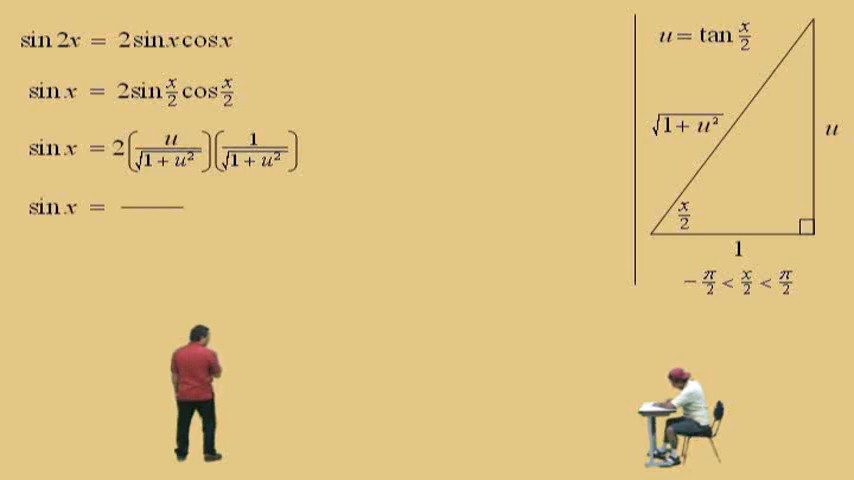 sin 2x = 2 sin x cos x
sin x = 2 sin x/2 cos x/2
sin x = 2(u/√(1 + u²))(1/√(1 + u²))
sin x = ——
u = tan x/2
√(1 + u²)
u
x/2
1
−π/2 < x/2 < π/2